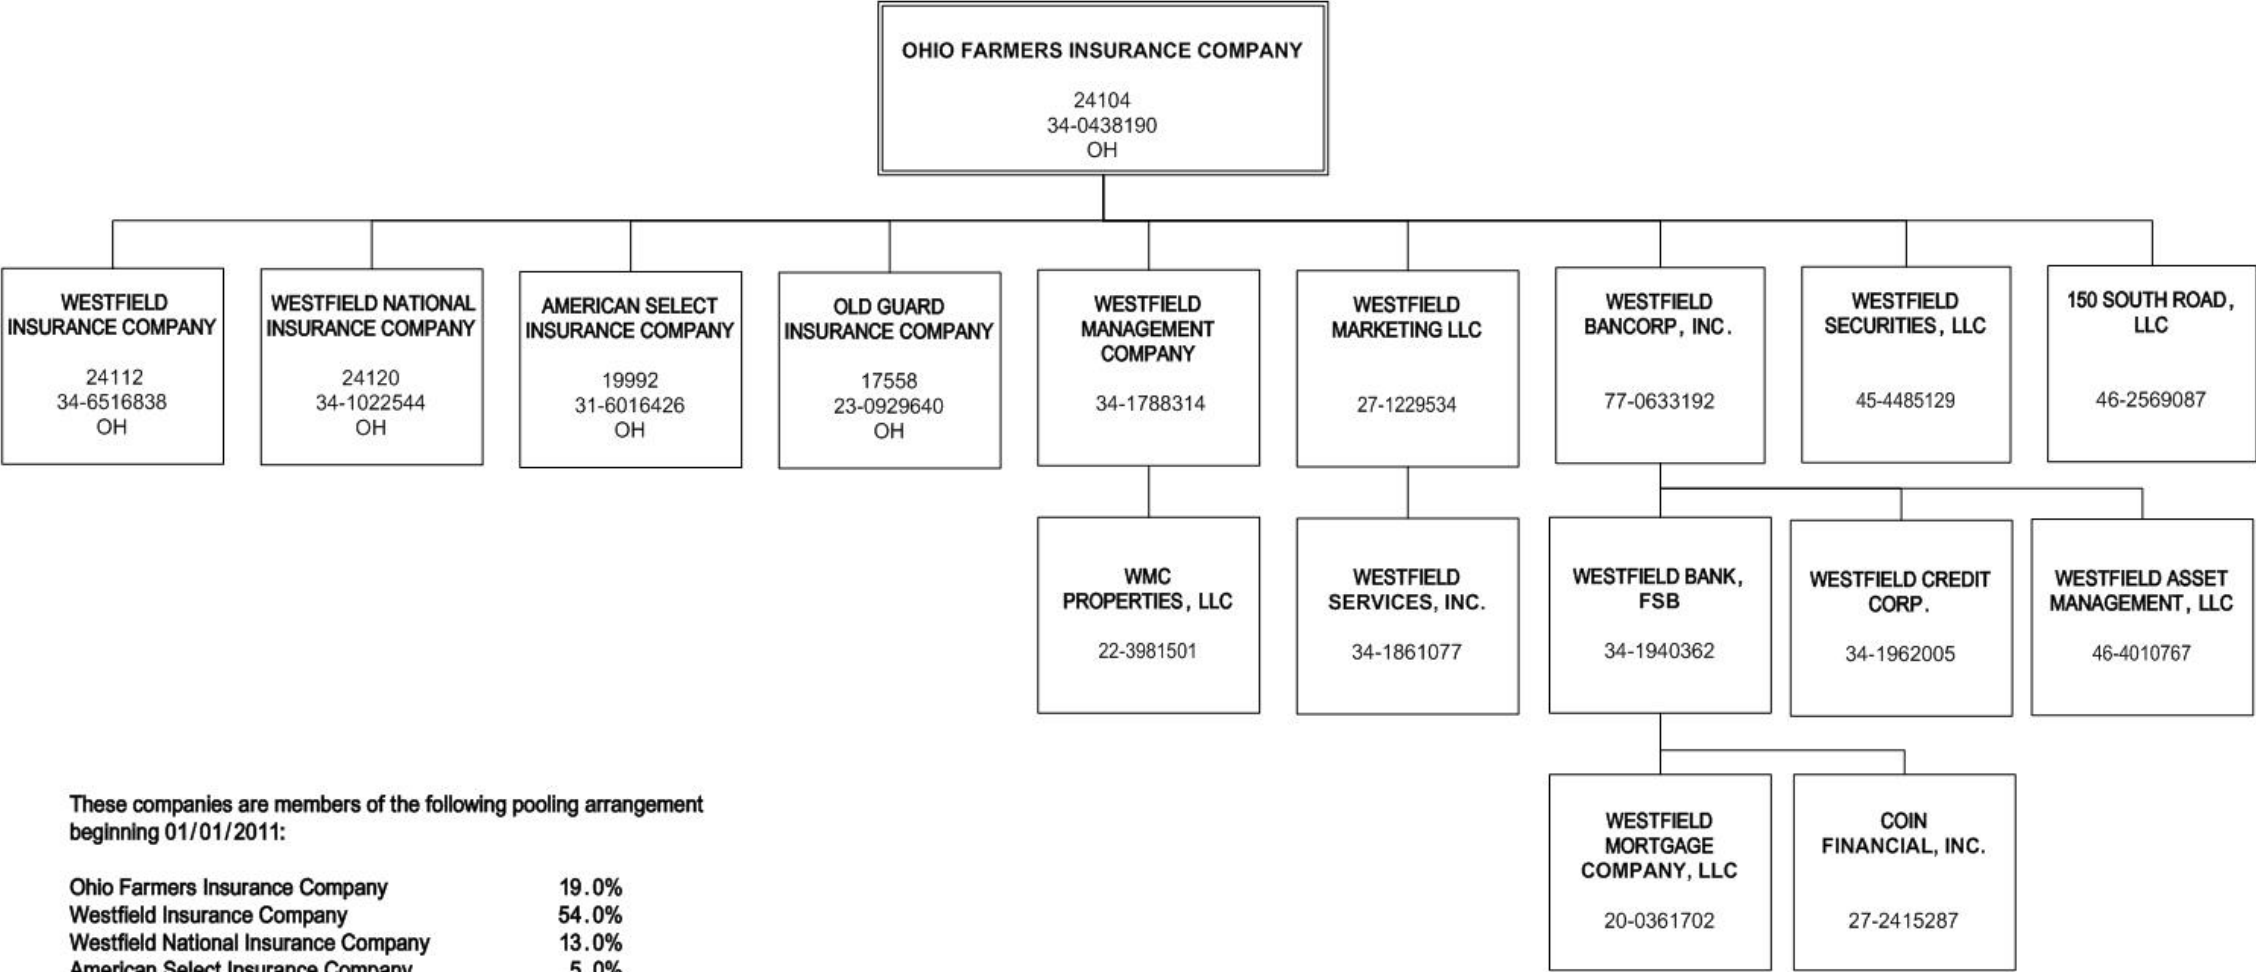 OHIO FARMERS INSURANCE COMPANY
24104
34-0438190
OH
WESTFIELD
INSURANCE COMPANY
24112
34-6516838
OH
WESTFIELD NATIONAL
INSURANCE COMPANY
24120
34-1022544
OH
AMERICAN SELECT
INSURANCE COMPANY
19992
31-6016426
OH
OLD GUARD
INSURANCE COMPANY
17558
23-0929640
OH
WESTFIELD
MANAGEMENT
COMPANY
34-1788314
WESTFIELD
MARKETING LLC
27-1229534
WESTFIELD
BANCORP, INC.
77-0633192
WESTFIELD
SECURITIES, LLC
45-4485129
150 SOUTH ROAD,
LLC
46-2569087
WMC
PROPERTIES, LLC
22-3981501
WESTFIELD
SERVICES, INC.
34-1861077
WESTFIELD BANK,
FSB
34-1940362
WESTFIELD CREDIT
CORP.
34-1962005
WESTFIELD ASSET
MANAGEMENT, LLC
46-4010767
WESTFIELD
MORTGAGE
COMPANY, LLC
20-0361702
COIN
FINANCIAL, INC.
27-2415287
These companies are members of the following pooling arrangement
beginning 01/01/2011:
Ohio Farmers Insurance Company 19.0%
Westfield Insurance Company 54.0%
Westfield National Insurance Company 13.0%
American Select Insurance Company 5.0%